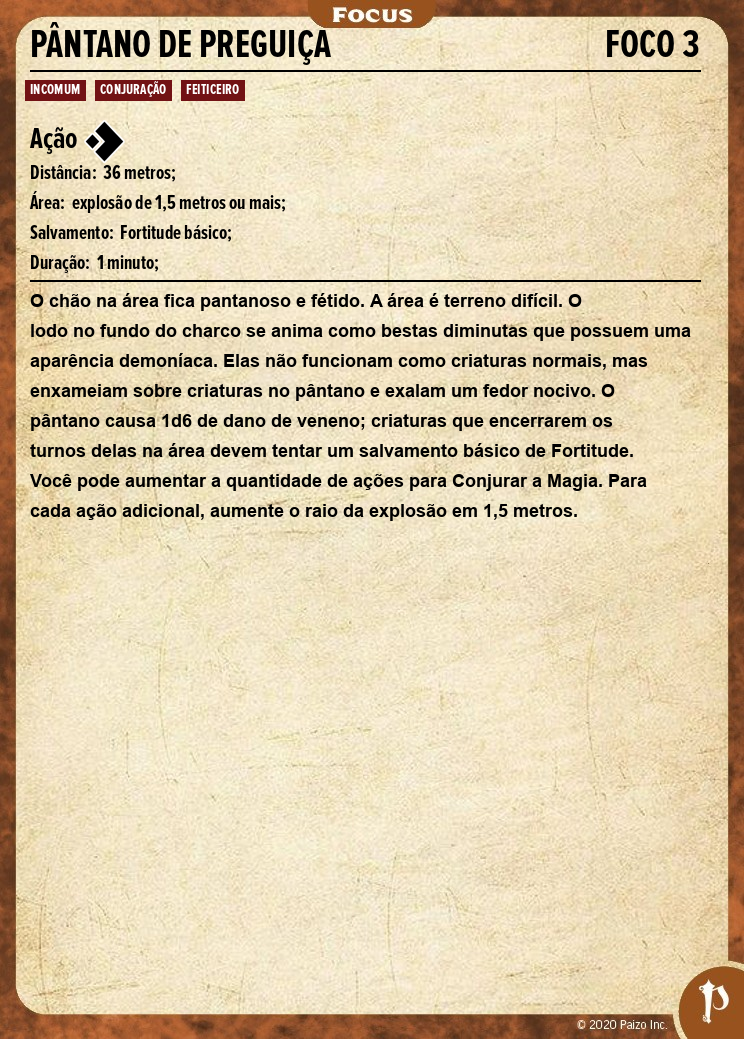 Focus
PÂNTANO DE PREGUIÇA FOCO 3
INCOMUM CONJURAÇÃO FEITICEIRO
Ação
Distância: 36 metros;
Área: explosão de 1,5 metros ou mais;
Salvamento: Fortitude básico;
Duração: 1 minuto;
O chão na área fica pantanoso e fétido. A área é terreno difícil. O
lodo no fundo do charco se anima como bestas diminutas que possuem uma
aparência demoníaca. Elas não funcionam como criaturas normais, mas
enxameiam sobre criaturas no pântano e exalam um fedor nocivo. O
pântano causa 1d6 de dano de veneno; criaturas que encerrarem os
turnos delas na área devem tentar um salvamento básico de Fortitude.
Você pode aumentar a quantidade de ações para Conjurar a Magia. Para
cada ação adicional, aumente o raio da explosão em 1,5 metros.
© 2020 Paizo Inc.
P